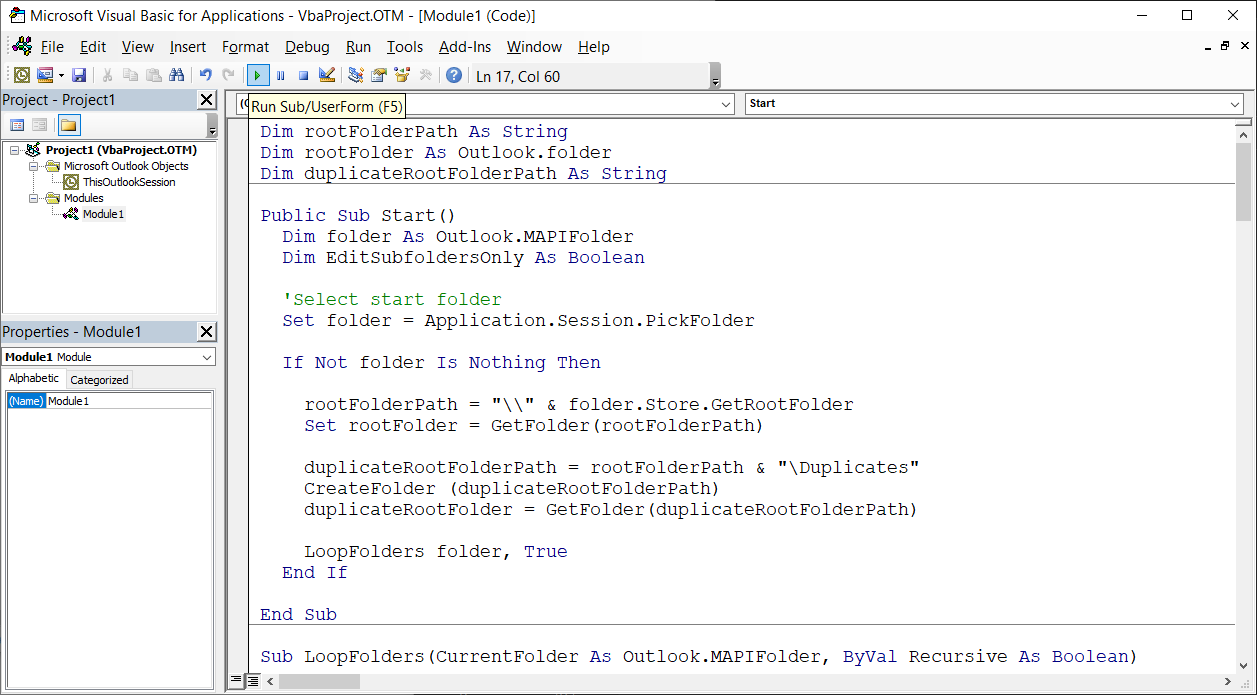 Microsoft Visual Basic for Applications - VbaProject.OTM - [Module1 (Code)]
File Edit View Insert Format Debug Run Tools Add-Ins Window Help
Ln 17, Col 60
Project - Project1
Run Sub/UserForm (F5)
Start
Project1 (VbaProject.OTM)
Microsoft Outlook Objects
ThisOutlookSession
Modules
Module1
Properties - Module1
Module1 Module
Alphabetic Categorized
(Name) Module1
Dim rootFolderPath As String
Dim rootFolder As Outlook.folder
Dim duplicateRootFolderPath As String
Public Sub Start()
Dim folder As Outlook.MAPIFolder
Dim EditSubfoldersOnly As Boolean
'Select start folder
Set folder = Application.Session.PickFolder
If Not folder Is Nothing Then
rootFolderPath = "\\" & folder.Store.GetRootFolder
Set rootFolder = GetFolder(rootFolderPath)
duplicateRootFolderPath = rootFolderPath & "\Duplicates"
CreateFolder (duplicateRootFolderPath)
duplicateRootFolder = GetFolder(duplicateRootFolderPath)
LoopFolders folder, True
End If
End Sub
Sub LoopFolders(CurrentFolder As Outlook.MAPIFolder, ByVal Recursive As Boolean)